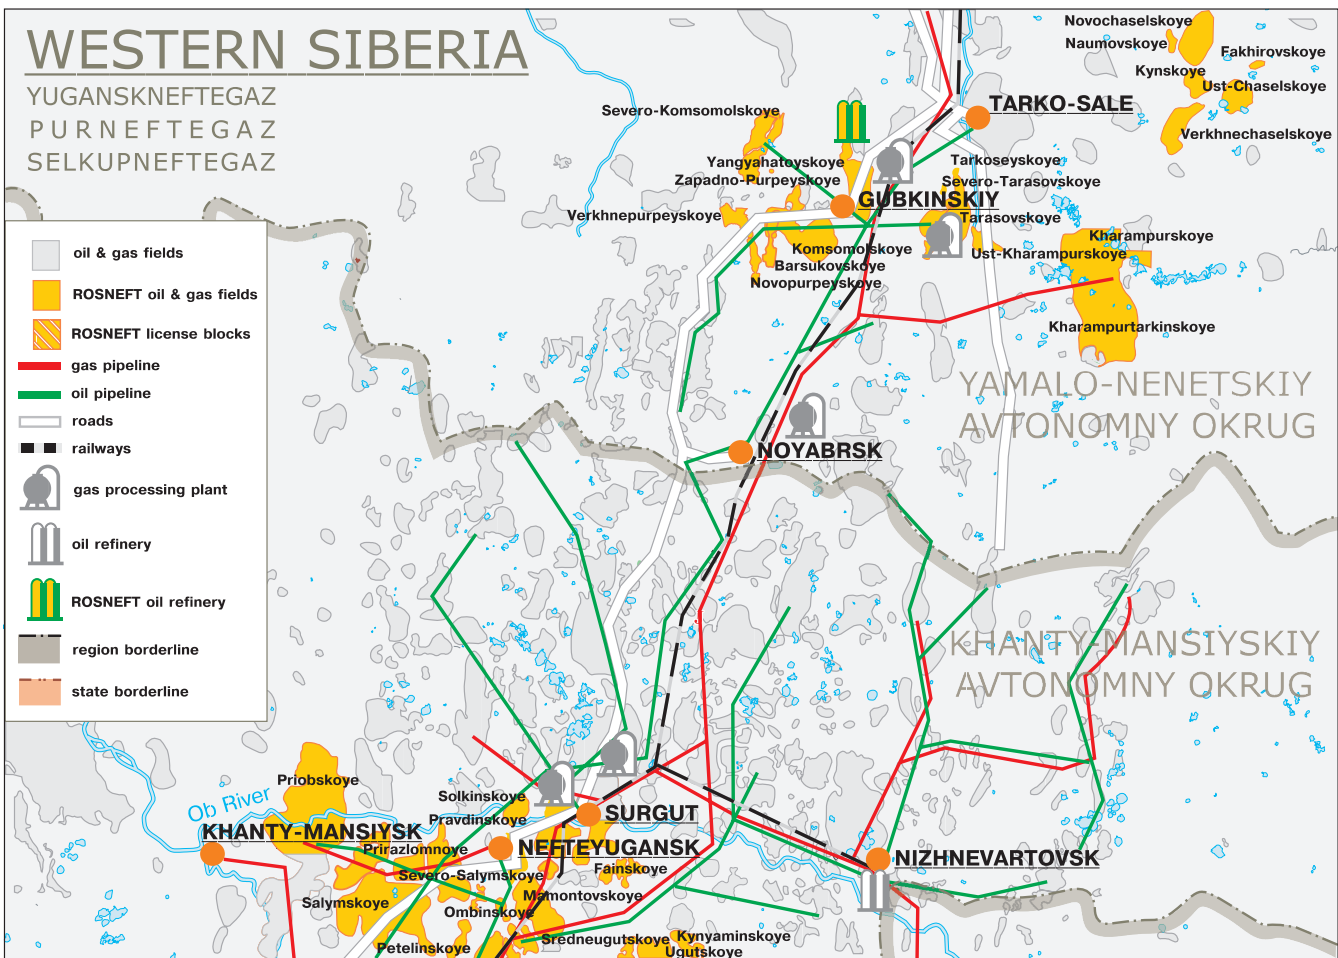 WESTERN SIBERIA
YUGANSKNEFTEGAZ
PURNEFTEGAZ
SELKUPNEFTEGAZ
oil & gas fields
ROSNEFT oil & gas fields
ROSNEFT license blocks
gas pipeline
oil pipeline
roads
railways
gas processing plant
oil refinery
ROSNEFT oil refinery
region borderline
state borderline
Novochaselskoye
Naumovskoye
Fakhirovskoye
Kynskoye
Ust-Chaselskoye
Verkhnechaselskoye
TARKO-SALE
Severo-Komsomolskoye
Yangyahatovskoye
Zapadno-Purpeyskoye
Tarkoseyskoye
Severo-Tarasovskoye
GUBKINSKIY
Verkhnepurpeyskoye
Tarasovskoye
Kharampurskoye
Komsomolskoye
Ust-Kharampurskoye
Barsukovskoye
Novopurpeyskoye
Kharampurtarkinskoye
YAMALO-NENETSKIY
AVTONOMNY OKRUG
NOYABRSK
KHANTY-MANSIYSKIY
AVTONOMNY OKRUG
Priobskoye
Ob River
Solkinskoye
SURGUT
Pravdinskoye
KHANTY-MANSIYSK
Prirazlomnoye
NEFTEYUGANSK
NIZHNEVARTOVSK
Severo-Salymskoye
Fainskoye
Salymskoye
Mamontovskoye
Ombinskoye
Petelinskoye
Sredneugutskoye
Kynyaminskoye
Ugutskoye